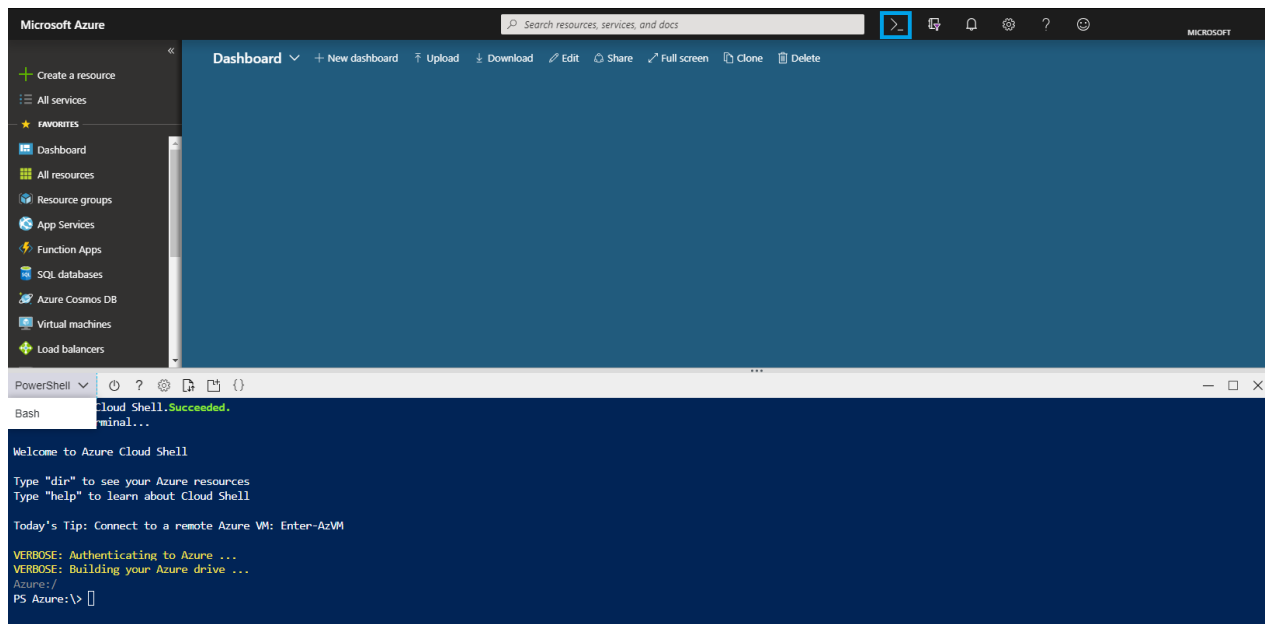 Microsoft Azure
Search resources, services, and docs
MICROSOFT
Dashboard
New dashboard
Upload
Download
Edit
Share
Full screen
Clone
Delete
Create a resource
All services
FAVORITES
Dashboard
All resources
Resource groups
App Services
Function Apps
SQL databases
Azure Cosmos DB
Virtual machines
Load balancers
PowerShell
Bash
Cloud Shell.Succeeded.
rminal...
Welcome to Azure Cloud Shell
Type "dir" to see your Azure resources
Type "help" to learn about Cloud Shell
Today's Tip: Connect to a remote Azure VM: Enter-AzVM
VERBOSE: Authenticating to Azure ...
VERBOSE: Building your Azure drive ...
Azure:/
PS Azure:\>